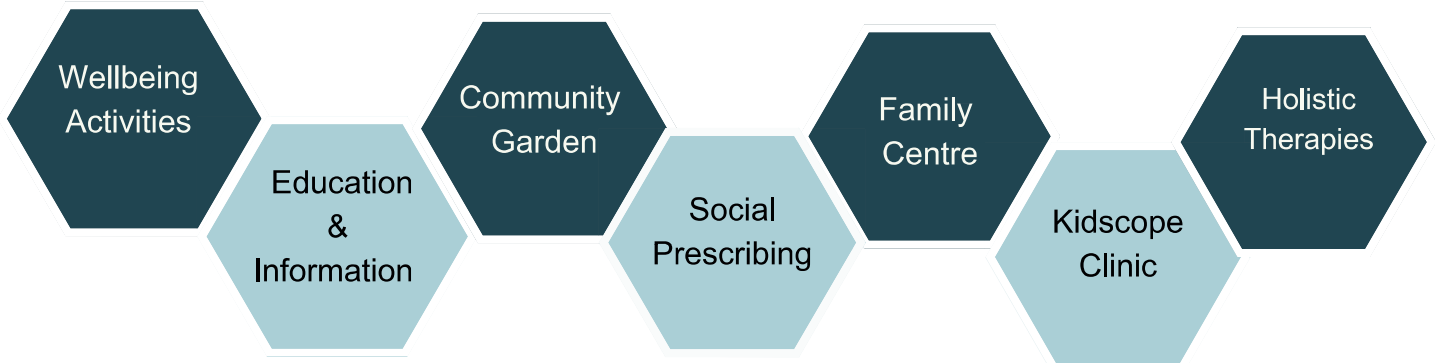 Wellbeing
Activities
Education
&
Information
Community
Garden
Social
Prescribing
Family
Centre
Kidscope
Clinic
Holistic
Therapies